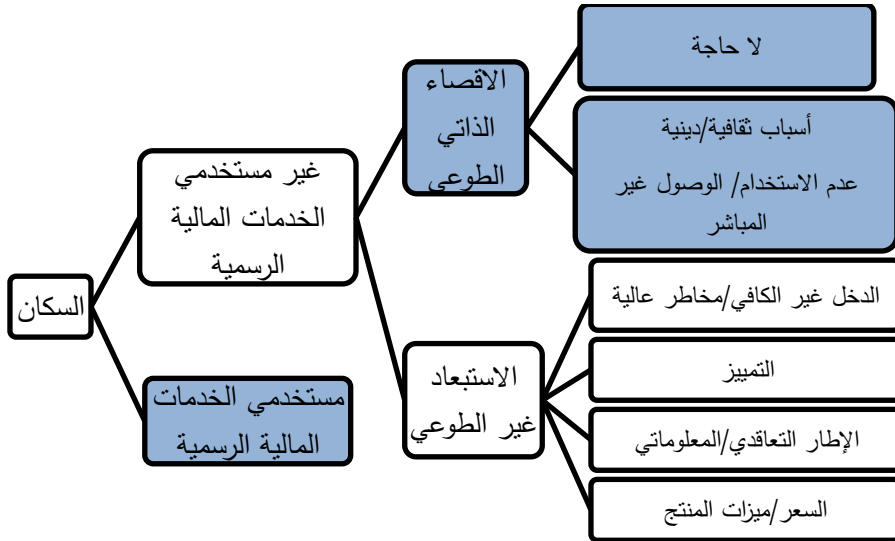 السكان
غير مستخدمي
الخدمات المالية
الرسمية
مستخدمي الخدمات
المالية الرسمية
الاقصاء
الذاتي
الطوعي
الاستبعاد
غير الطوعي
لا حاجة
أسباب ثقافية/دينية
عدم الاستخدام/ الوصول غير
المباشر
الدخل غير الكافي/مخاطر عالية
التمييز
الإطار التعاقدي/المعلوماتي
السعر/ميزات المنتج